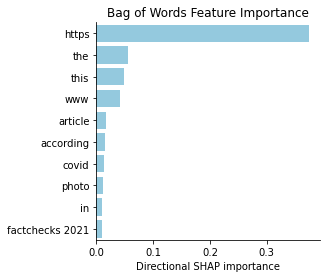 Bag of Words Feature Importance
https
the
this
www
article
according
covid
photo
in
factchecks 2021
0.0 0.1 0.2 0.3
Directional SHAP importance